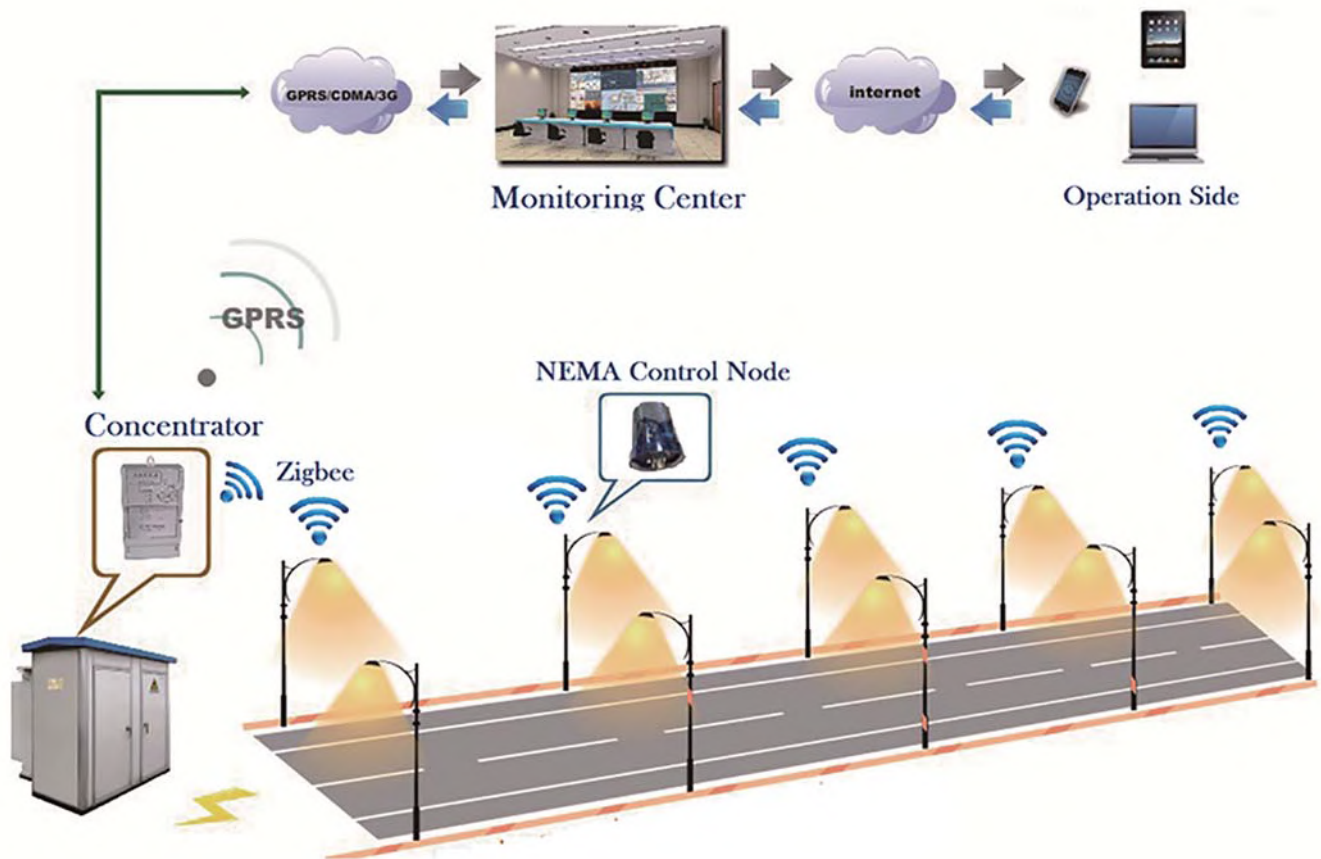 GPRS/CDMA/3G
internet
Monitoring Center
Operation Side
GPRS
NEMA Control Node
Concentrator
Zigbee